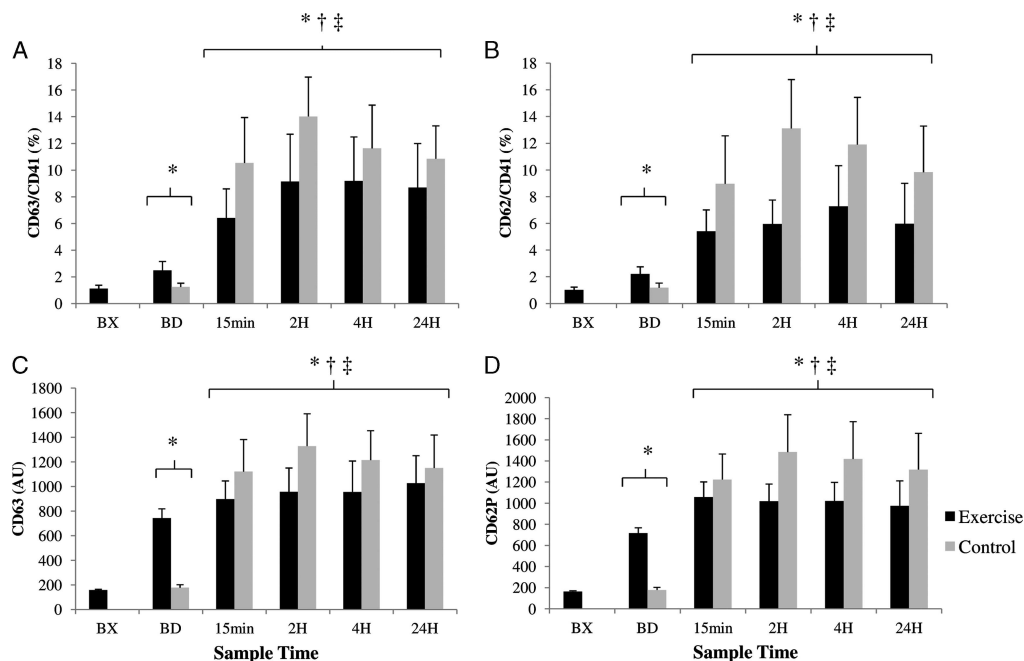 A
* † ‡
CD63/CD41 (%)
18
16
14
12
10
8
6
4
2
0
*
BX BD 15min 2H 4H 24H
B
* † ‡
CD62/CD41 (%)
18
16
14
12
10
8
6
4
2
0
*
BX BD 15min 2H 4H 24H
C
* † ‡
CD63 (AU)
1800
1600
1400
1200
1000
800
600
400
200
0
*
BX BD 15min 2H 4H 24H
Sample Time
D
* † ‡
CD62P (AU)
2000
1800
1600
1400
1200
1000
800
600
400
200
0
*
BX BD 15min 2H 4H 24H
Sample Time
Exercise
Control